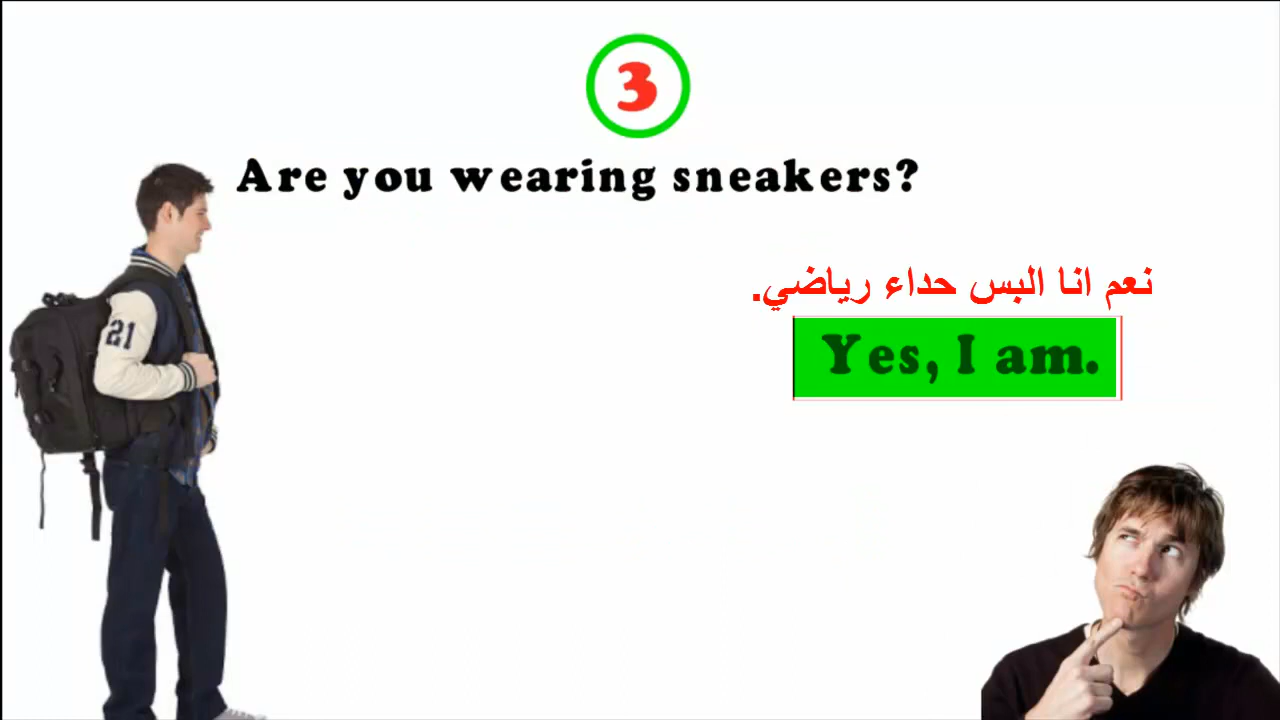 3
Are you wearing sneakers?
نعم انا البس حداء رياضي.
Yes, I am.
21